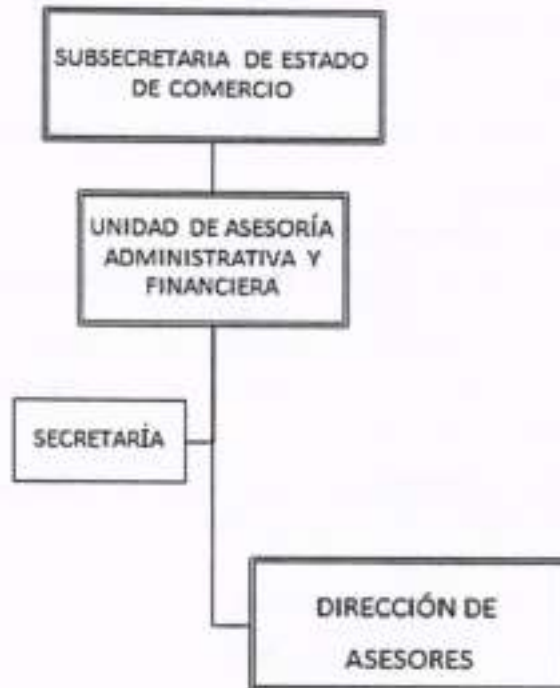 SUBSECRETARIA DE ESTADO
DE COMERCIO
UNIDAD DE ASESORÍA
ADMINISTRATIVA Y
FINANCIERA
SECRETARÍA
DIRECCIÓN DE
ASESORES